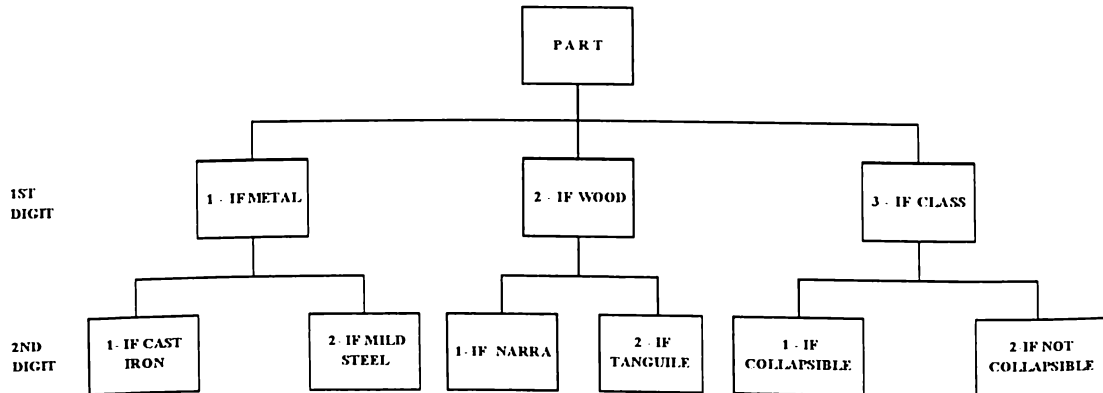 PART
1ST
DIGIT
1 - IF METAL
2 - IF WOOD
3 - IF CLASS
2ND
DIGIT
1- IF CAST
IRON
2- IF MILD
STEEL
1- IF NARRA
2 - IF
TANGUILE
1 - IF
COLLAPSIBLE
2-IF NOT
COLLAPSIBLE